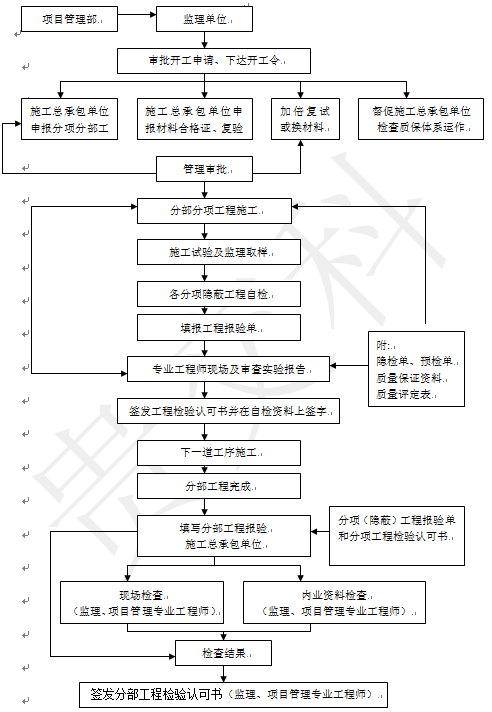 项目管理部
监理单位
审批开工申请、下达开工令
施工总承包单位
申报分项分部工
施工总承包单位申
报材料合格证、复验
加倍复试
或换材料
督促施工总承包单位
检查质保体系运作
管理审批
分部分项工程施工
施工试验及监理取样
各分项隐蔽工程自检
填报工程报验单
附:
隐检单、预检单
质量保证资料
质量评定表
专业工程师现场及审查实验报告
签发工程检验认可书并在自检资料上签字
下一道工序施工
分部工程完成
填写分部工程报验
施工总承包单位
分项（隐蔽）工程报验单
和分项工程检验认可书
现场检查
（监理、项目管理专业工程师）
内业资料检查
（监理、项目管理专业工程师）
检查结果
签发分部工程检验认可书（监理、项目管理专业工程师）